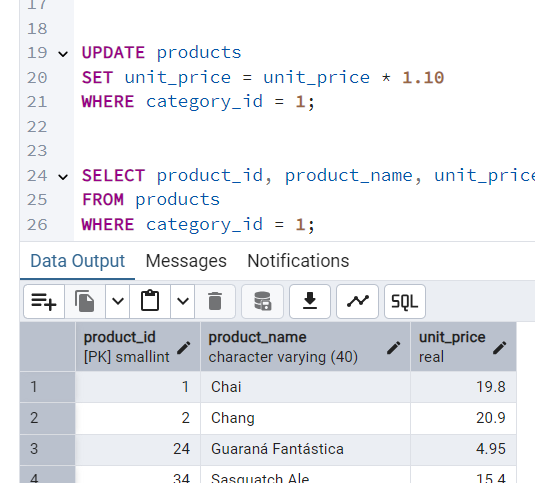 17
18
19 UPDATE products
20 SET unit_price = unit_price * 1.10
21 WHERE category_id = 1;
22
23
24 SELECT product_id, product_name, unit_price
25 FROM products
26 WHERE category_id = 1;
Data Output Messages Notifications
SQL
product_id product_name unit_price
[PK] smallint character varying (40) real
1 1 Chai 19.8
2 2 Chang 20.9
3 24 Guaraná Fantástica 4.95
4 34 Sasquatch Ale 15.4